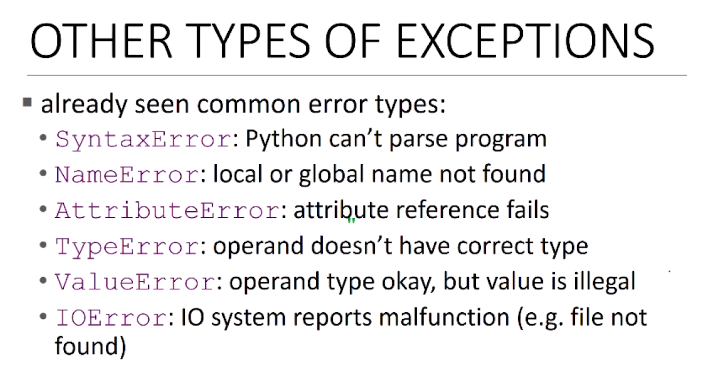 OTHER TYPES OF EXCEPTIONS
▪ already seen common error types:
• SyntaxError: Python can’t parse program
• NameError: local or global name not found
• AttributeError: attribute reference fails
• TypeError: operand doesn’t have correct type
• ValueError: operand type okay, but value is illegal
• IOError: IO system reports malfunction (e.g. file not
found)